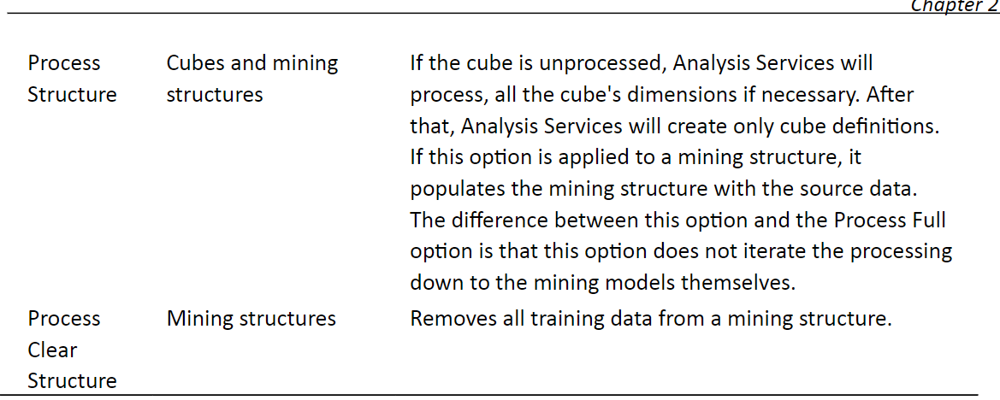 Chapter 2
Process Cubes and mining If the cube is unprocessed, Analysis Services will
Structure structures process, all the cube's dimensions if necessary. After
that, Analysis Services will create only cube definitions.
If this option is applied to a mining structure, it
populates the mining structure with the source data.
The difference between this option and the Process Full
option is that this option does not iterate the processing
down to the mining models themselves.
Process Mining structures Removes all training data from a mining structure.
Clear
Structure